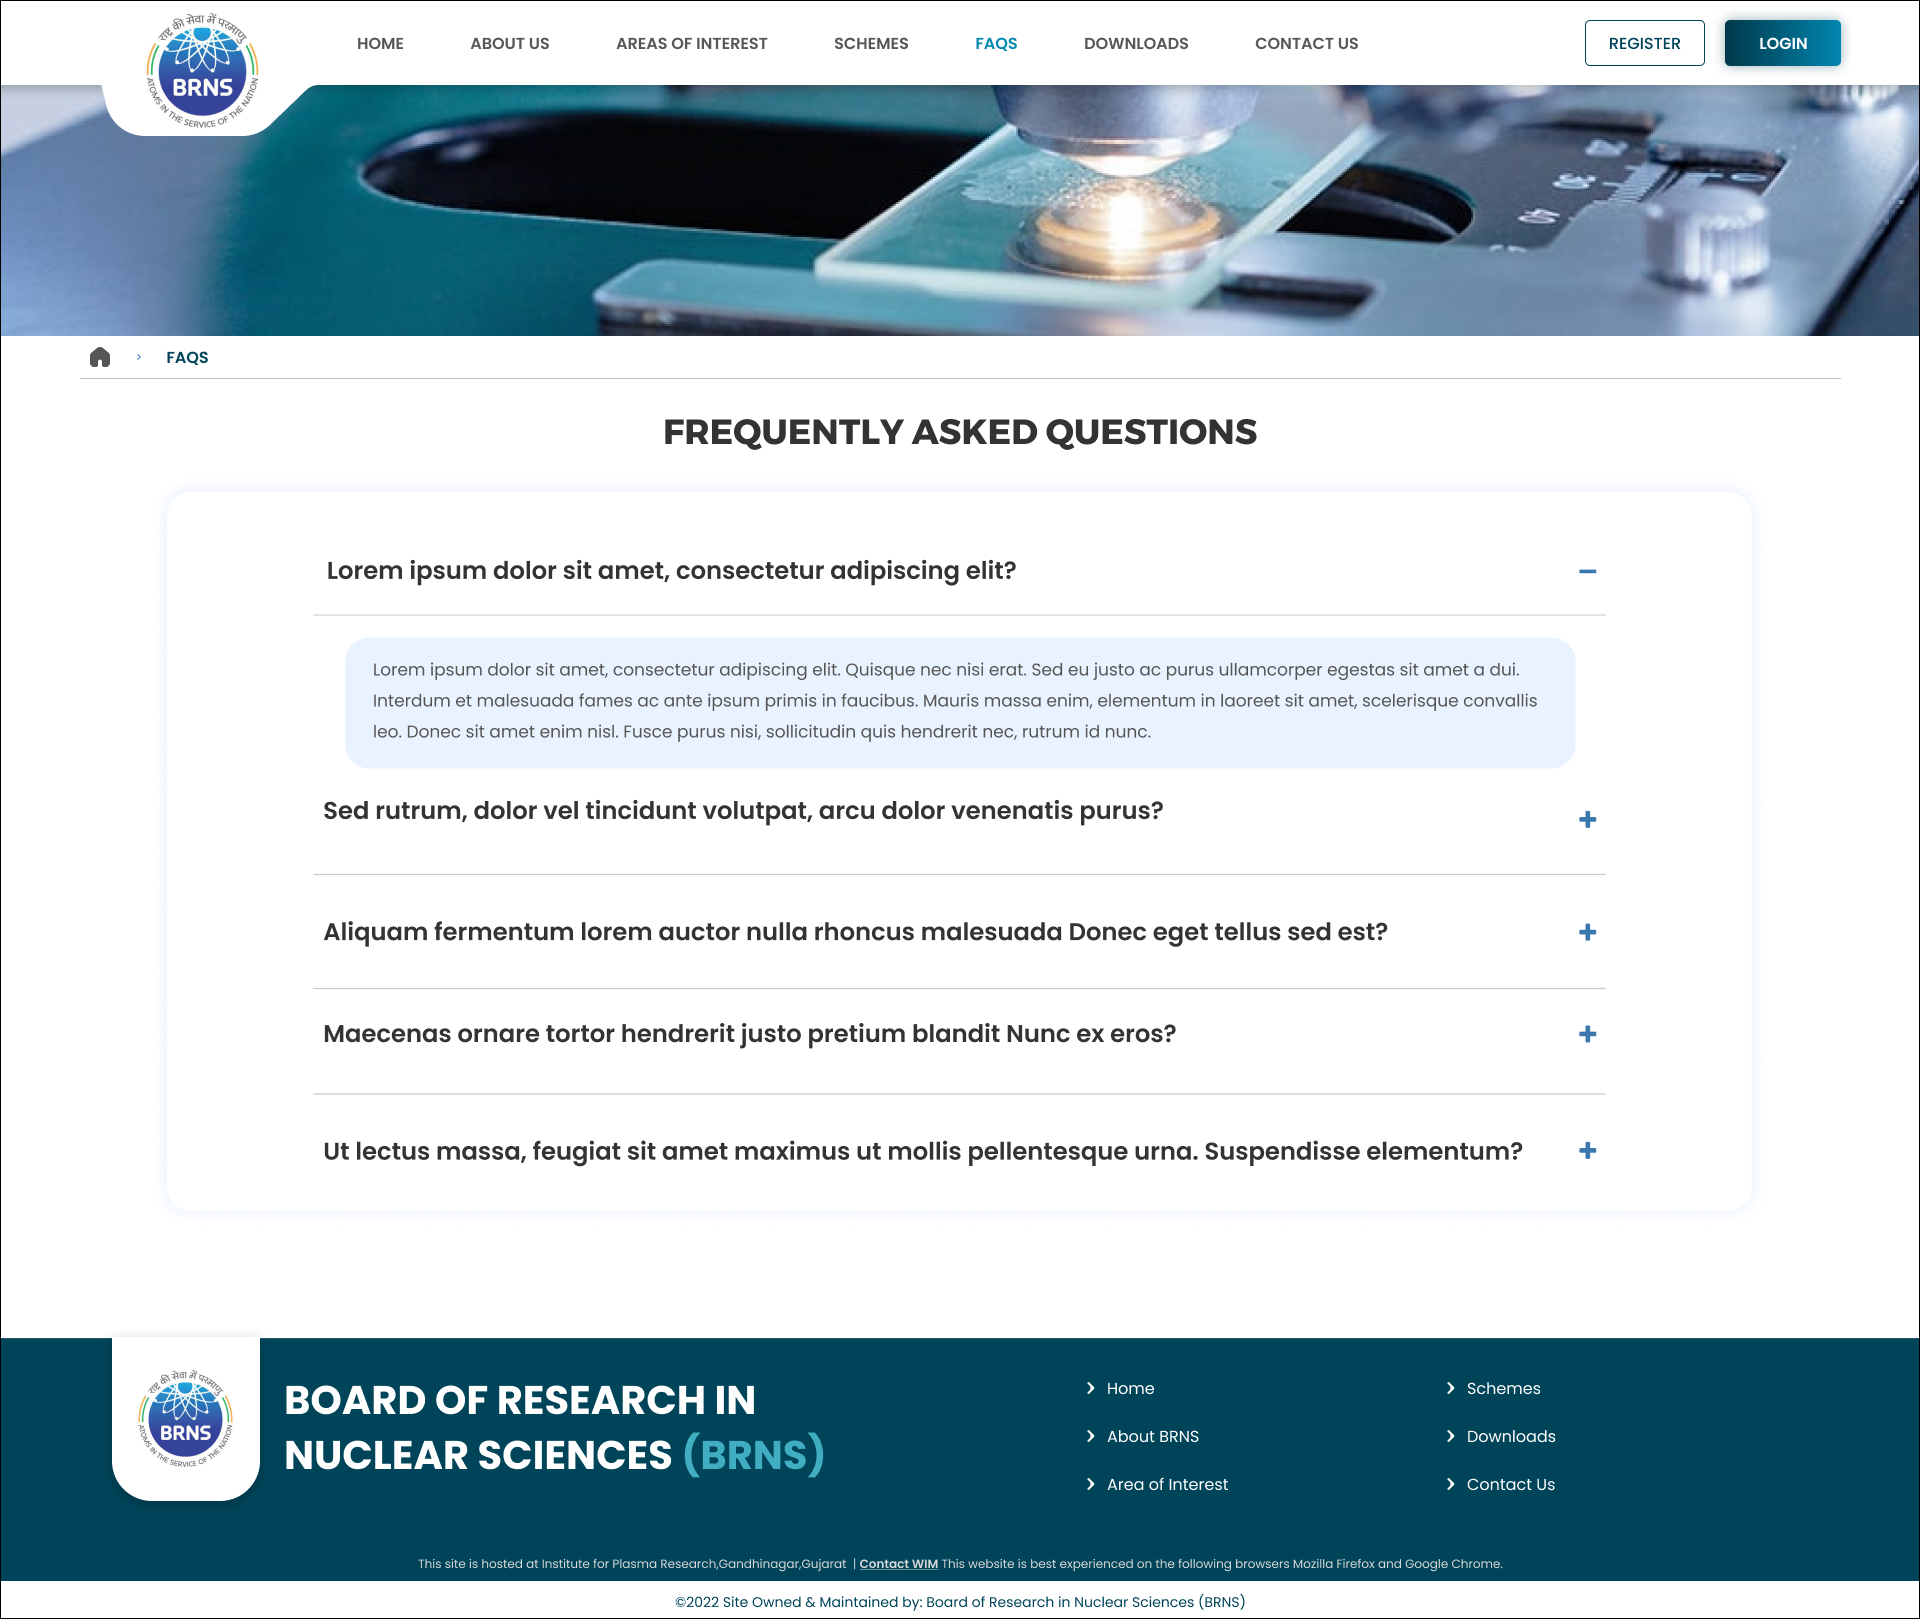 राष्ट्र की सेवा में परमाणु
BRNS
ATOMS IN THE SERVICE OF THE NATION
HOME
ABOUT US
AREAS OF INTEREST
SCHEMES
FAQS
DOWNLOADS
CONTACT US
REGISTER
LOGIN
FAQS
FREQUENTLY ASKED QUESTIONS
Lorem ipsum dolor sit amet, consectetur adipiscing elit?
Lorem ipsum dolor sit amet, consectetur adipiscing elit. Quisque nec nisi erat. Sed eu justo ac purus ullamcorper egestas sit amet a dui.
Interdum et malesuada fames ac ante ipsum primis in faucibus. Mauris massa enim, elementum in laoreet sit amet, scelerisque convallis
leo. Donec sit amet enim nisl. Fusce purus nisi, sollicitudin quis hendrerit nec, rutrum id nunc.
Sed rutrum, dolor vel tincidunt volutpat, arcu dolor venenatis purus?
Aliquam fermentum lorem auctor nulla rhoncus malesuada Donec eget tellus sed est?
Maecenas ornare tortor hendrerit justo pretium blandit Nunc ex eros?
Ut lectus massa, feugiat sit amet maximus ut mollis pellentesque urna. Suspendisse elementum?
राष्ट्र की सेवा में परमाणु
BRNS
ATOMS IN THE SERVICE OF THE NATION
BOARD OF RESEARCH IN
NUCLEAR SCIENCES (BRNS)
Home
About BRNS
Area of Interest
Schemes
Downloads
Contact Us
This site is hosted at Institute for Plasma Research,Gandhinagar,Gujarat | Contact WIM This website is best experienced on the following browsers Mozilla Firefox and Google Chrome.
©2022 Site Owned & Maintained by: Board of Research in Nuclear Sciences (BRNS)